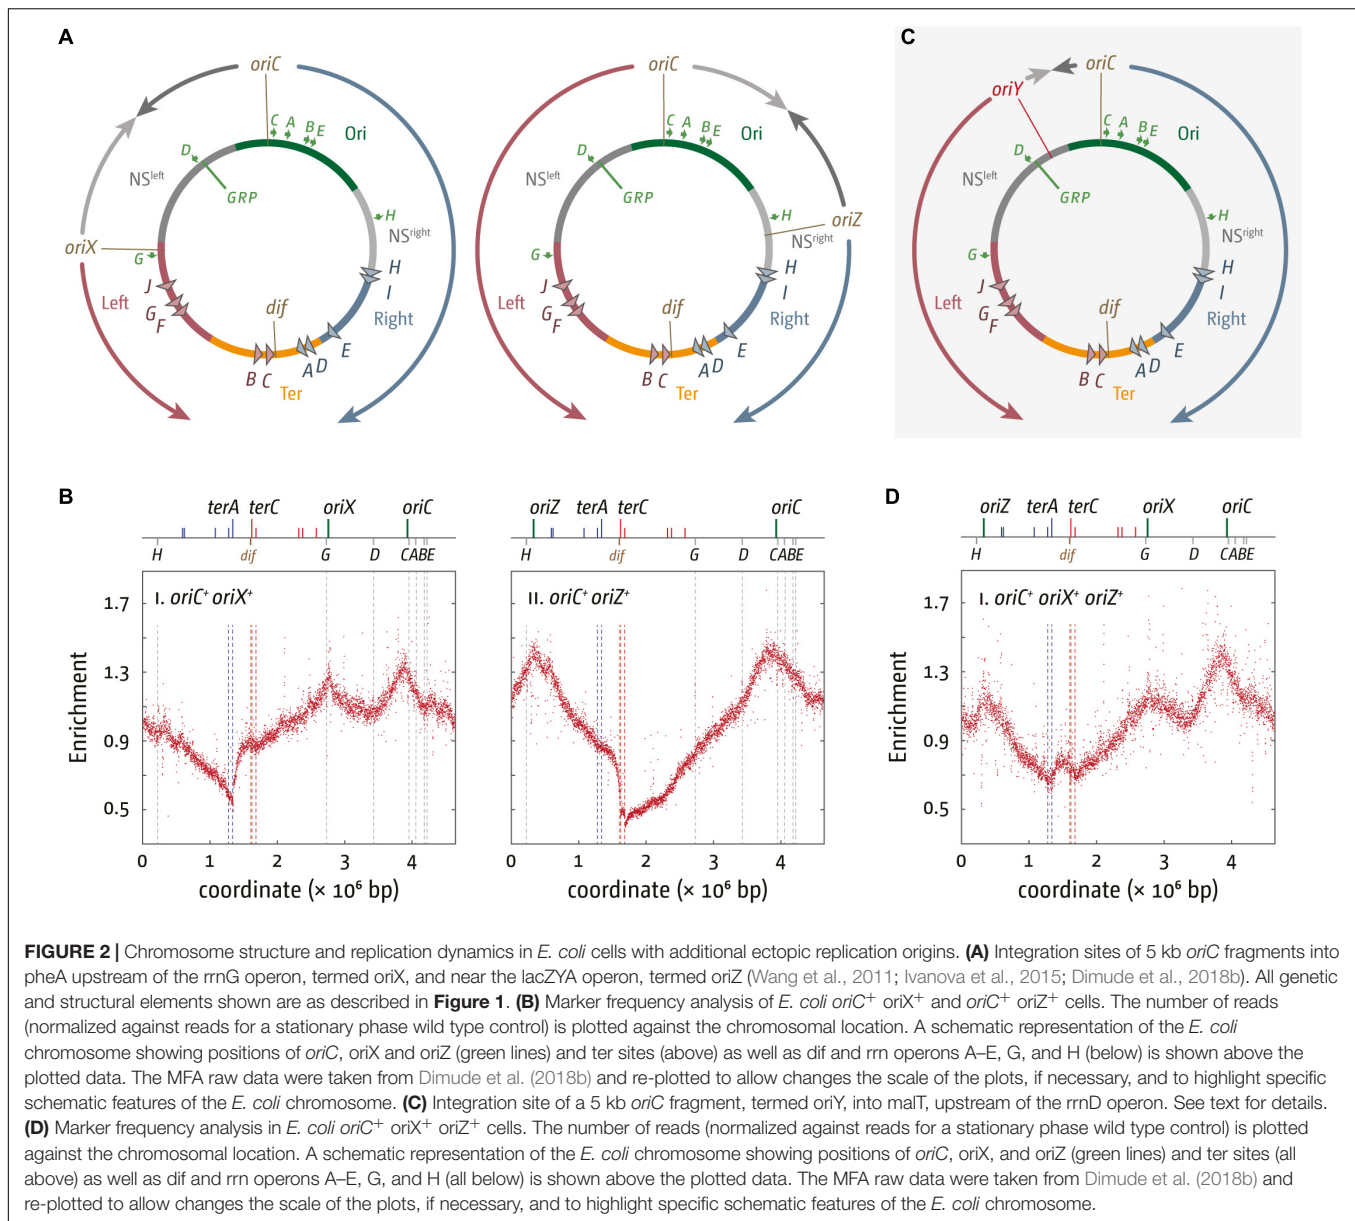 A
oriC
C A B E
Ori
D
NSleft
GRP
oriX
G
H
NSright
J
G
F
Left
dif
H
I
Right
E
D
A
B C
Ter
oriC
C A B E
Ori
D
NSleft
GRP
oriZ
H
NSright
G
J
G
F
Left
dif
H
I
Right
E
D
A
B C
Ter
C
oriC
oriY
C A B E
Ori
D
NSleft
GRP
H
NSright
G
J
G
F
Left
dif
H
I
Right
E
D
A
B C
Ter
B
terA terC oriX oriC
H dif G D CABE
I. oriC+ oriX+
1.7
1.3
0.9
0.5
Enrichment
0 1 2 3 4
coordinate (× 10⁶ bp)
oriZ terA terC oriC
H dif G D CABE
II. oriC+ oriZ+
0 1 2 3 4
coordinate (× 10⁶ bp)
D
oriZ terA terC oriX oriC
H dif G D CABE
I. oriC+ oriX+ oriZ+
1.7
1.3
0.9
0.5
Enrichment
0 1 2 3 4
coordinate (× 10⁶ bp)
FIGURE 2 | Chromosome structure and replication dynamics in E. coli cells with additional ectopic replication origins. (A) Integration sites of 5 kb oriC fragments into
pheA upstream of the rrnG operon, termed oriX, and near the lacZYA operon, termed oriZ (Wang et al., 2011; Ivanova et al., 2015; Dimude et al., 2018b). All genetic
and structural elements shown are as described in Figure 1. (B) Marker frequency analysis of E. coli oriC+ oriX+ and oriC+ oriZ+ cells. The number of reads
(normalized against reads for a stationary phase wild type control) is plotted against the chromosomal location. A schematic representation of the E. coli
chromosome showing positions of oriC, oriX and oriZ (green lines) and ter sites (above) as well as dif and rrn operons A–E, G, and H (below) is shown above the
plotted data. The MFA raw data were taken from Dimude et al. (2018b) and re-plotted to allow changes the scale of the plots, if necessary, and to highlight specific
schematic features of the E. coli chromosome. (C) Integration site of a 5 kb oriC fragment, termed oriY, into malT, upstream of the rrnD operon. See text for details.
(D) Marker frequency analysis in E. coli oriC+ oriX+ oriZ+ cells. The number of reads (normalized against reads for a stationary phase wild type control) is plotted
against the chromosomal location. A schematic representation of the E. coli chromosome showing positions of oriC, oriX, and oriZ (green lines) and ter sites (all
above) as well as dif and rrn operons A–E, G, and H (all below) is shown above the plotted data. The MFA raw data were taken from Dimude et al. (2018b) and
re-plotted to allow changes the scale of the plots, if necessary, and to highlight specific schematic features of the E. coli chromosome.